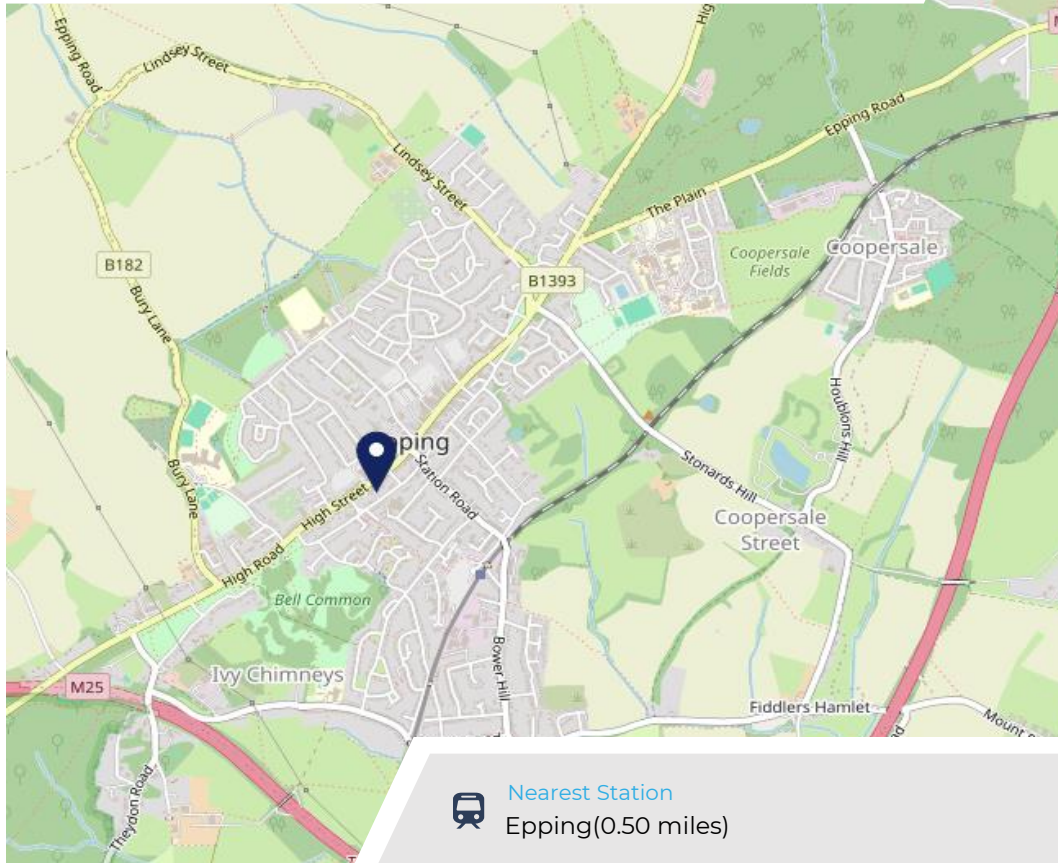 Epping Road
Lindsey Street
Hig
Epping Road
Lindsey Street
The Plain
Coopersale
Coopersale
Fields
B182
B1393
Bury Lane
Houblons Hill
pping
Bury Lane
High Street
Station Road
Stonards Hill
Coopersale
Street
High Road
Bell Common
Ivy Chimneys
Bower Hill
M25
Fiddlers Hamlet
Mount
Theydon Road
Nearest Station
Epping(0.50 miles)